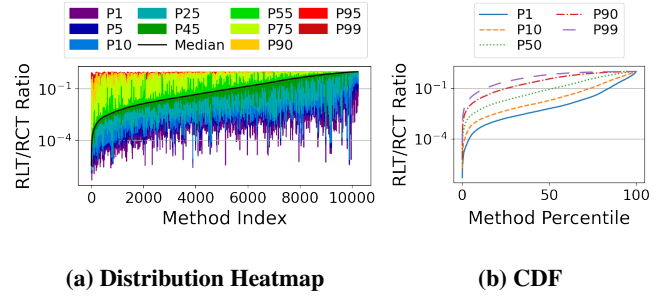 P1 P25 P55 P95
P5 P45 P75 P99
P10 Median P90
RLT/RCT Ratio
10⁻¹
10⁻⁴
0 2000 4000 6000 8000 10000
Method Index
(a) Distribution Heatmap
P1 P90
P10 P99
P50
RLT/RCT Ratio
10⁻¹
10⁻⁴
0 50 100
Method Percentile
(b) CDF